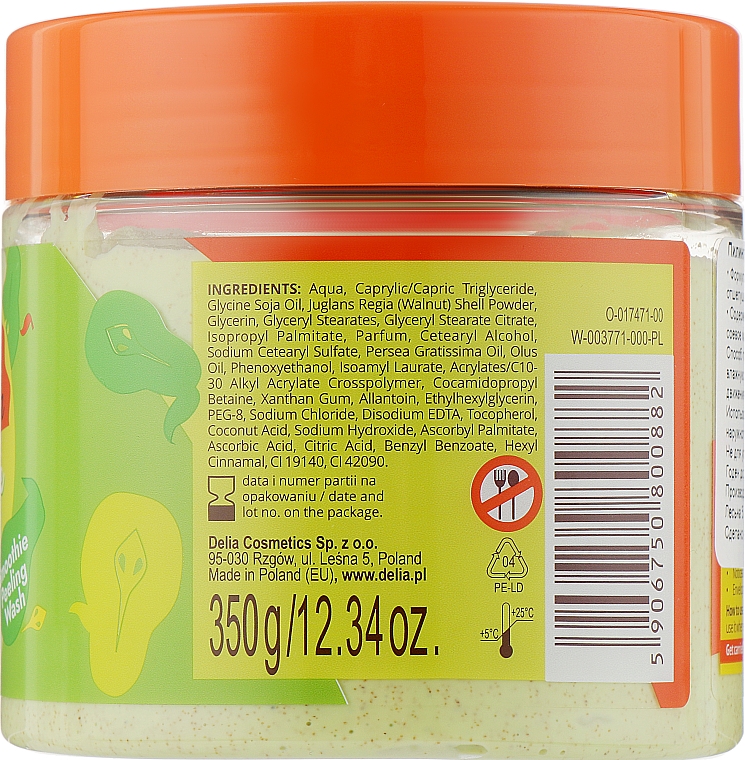 INGREDIENTS: Aqua, Caprylic/Capric Triglyceride,
Glycine Soja Oil, Juglans Regia (Walnut) Shell Powder,
Glycerin, Glyceryl Stearates, Glyceryl Stearate Citrate,
Isopropyl Palmitate, Parfum, Cetearyl Alcohol,
Sodium Cetearyl Sulfate, Persea Gratissima Oil, Olus
Oil, Phenoxyethanol, Isoamyl Laurate, Acrylates/C10-
30 Alkyl Acrylate Crosspolymer, Cocamidopropyl
Betaine, Xanthan Gum, Allantoin, Ethylhexylglycerin,
PEG-8, Sodium Chloride, Disodium EDTA, Tocopherol,
Coconut Acid, Sodium Hydroxide, Ascorbyl Palmitate,
Ascorbic Acid, Citric Acid, Benzyl Benzoate, Hexyl
Cinnamal, CI 19140, CI 42090.
data i numer partii na
opakowaniu / date and
lot no. on the package.
Delia Cosmetics Sp. z o.o.
95-030 Rzgów, ul. Leśna 5, Poland
Made in Poland (EU), www.delia.pl
350g/12.34oz.
O-017471-00
W-003771-000-PL
5 906750 800882
04
PE-LD
+25°C
+5°C
Smoothie
Peeling
Wash
How to